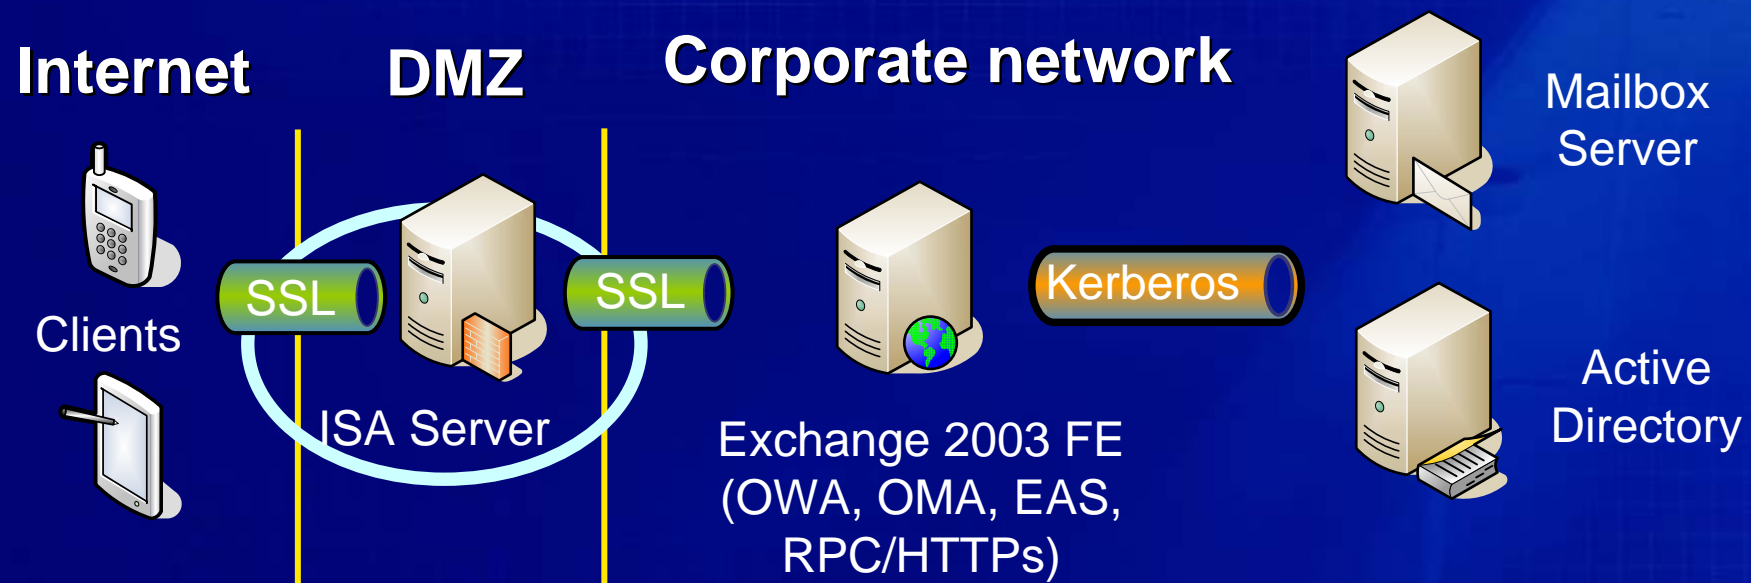 Internet
DMZ
Corporate network
Mailbox
Server
Clients
SSL
SSL
Kerberos
ISA Server
Exchange 2003 FE
(OWA, OMA, EAS,
RPC/HTTPs)
Active
Directory